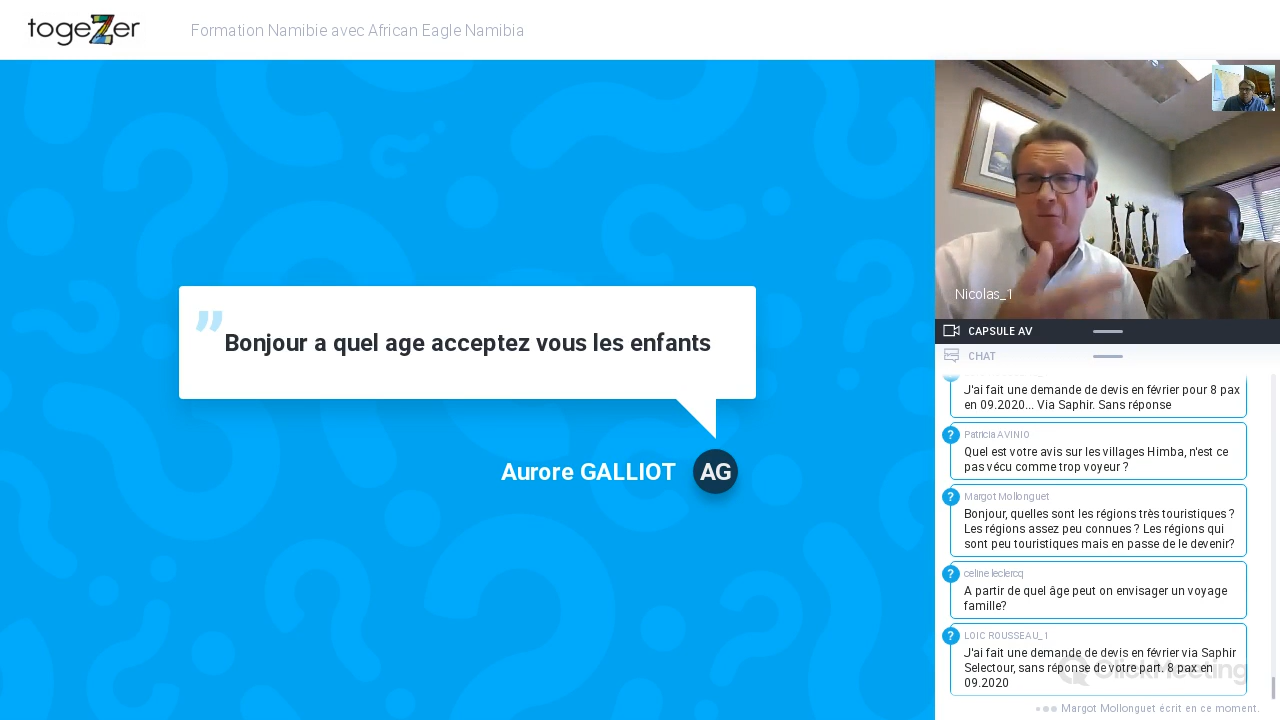 togeZer
Formation Namibie avec African Eagle Namibia
Bonjour a quel age acceptez vous les enfants
Aurore GALLIOT
AG
Nicolas_1
CAPSULE AV
CHAT
J'ai fait une demande de devis en février pour 8 pax
en 09.2020... Via Saphir. Sans réponse
?
Patricia AVINIO
Quel est votre avis sur les villages Himba, n'est ce
pas vécu comme trop voyeur ?
?
Margot Mollonguet
Bonjour, quelles sont les régions très touristiques ?
Les régions assez peu connues ? Les régions qui
sont peu touristiques mais en passe de le devenir?
?
celine leclercq
A partir de quel âge peut on envisager un voyage
famille?
?
LOIC ROUSSEAU_1
J'ai fait une demande de devis en février via Saphir
Selectour, sans réponse de votre part. 8 pax en
09.2020
ClickMeeting
Margot Mollonguet écrit en ce moment.